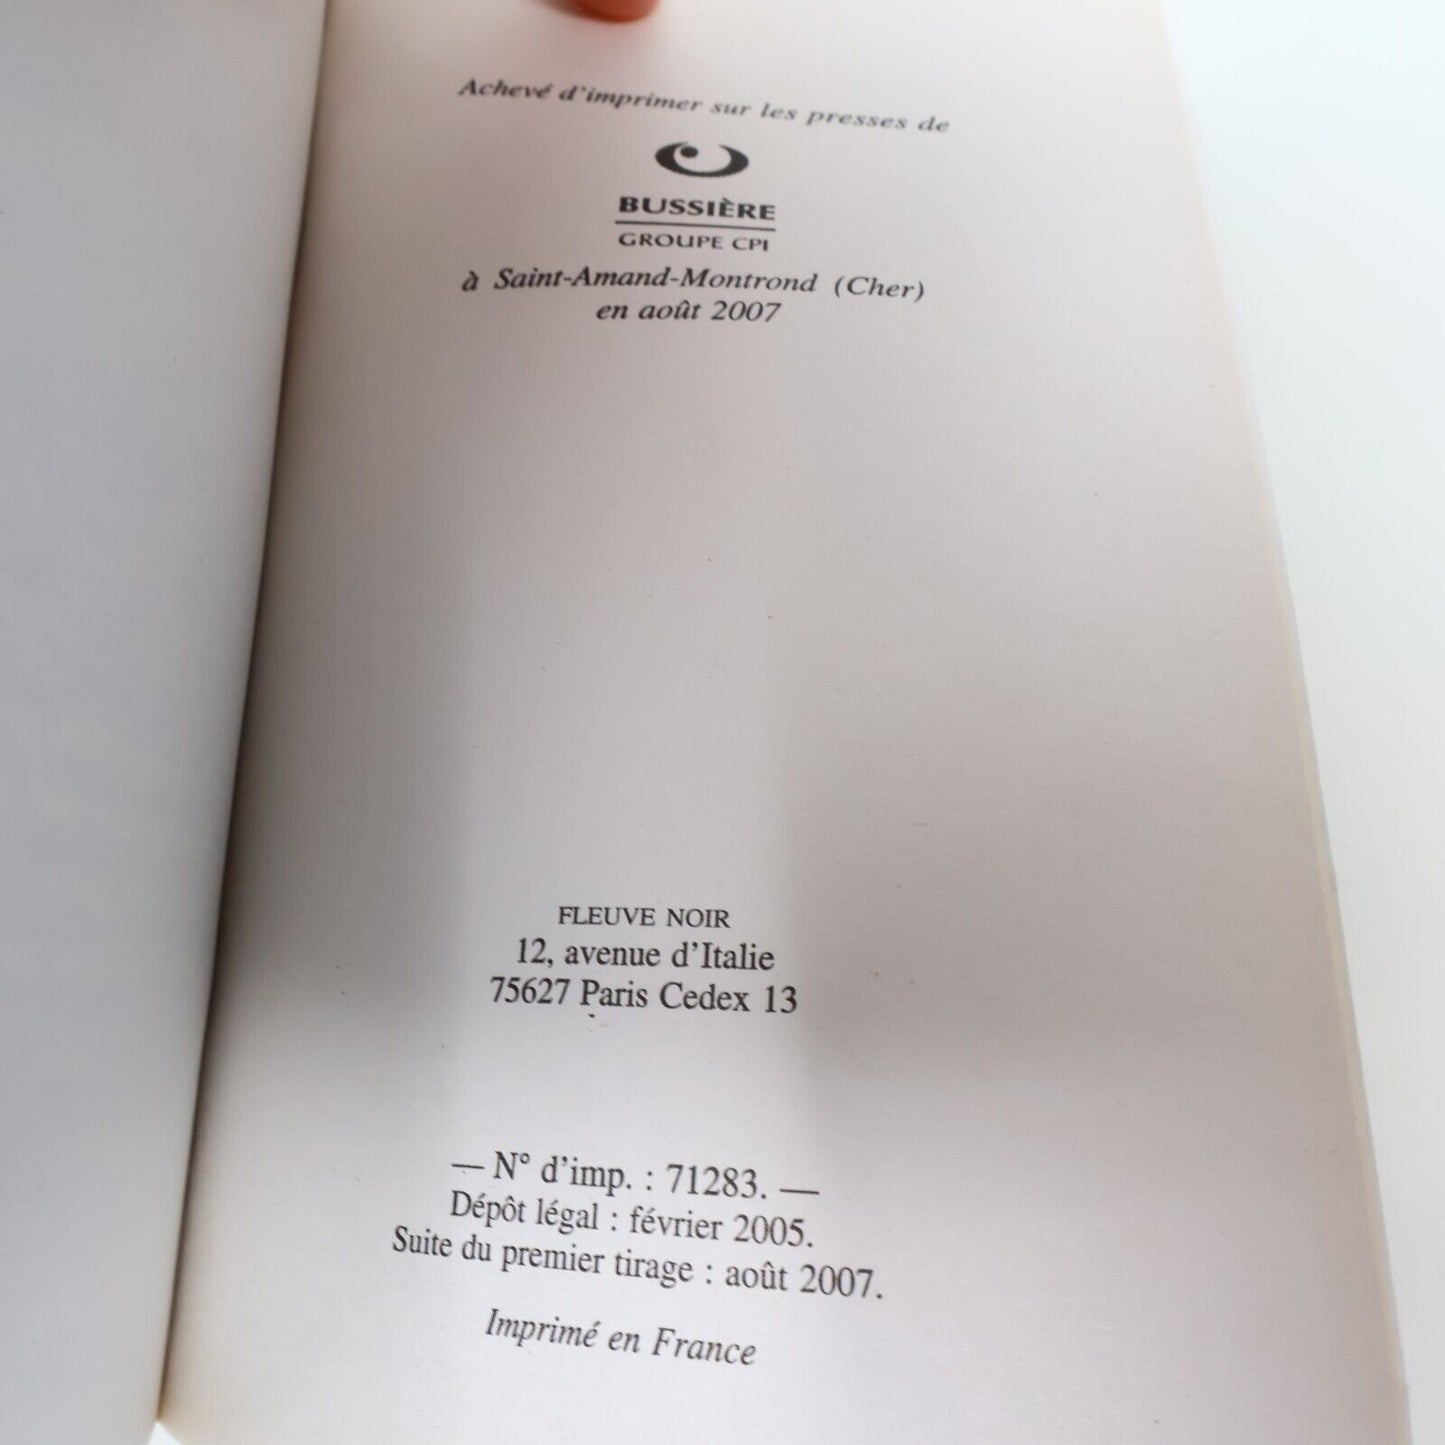 Achevé d'imprimer sur les presses de
BUSSIÈRE
GROUPE CPI
à Saint-Amand-Montrond (Cher)
en août 2007
FLEUVE NOIR
12, avenue d'Italie
75627 Paris Cedex 13
— N° d'imp. : 71283. —
Dépôt légal : février 2005.
Suite du premier tirage : août 2007.
Imprimé en France